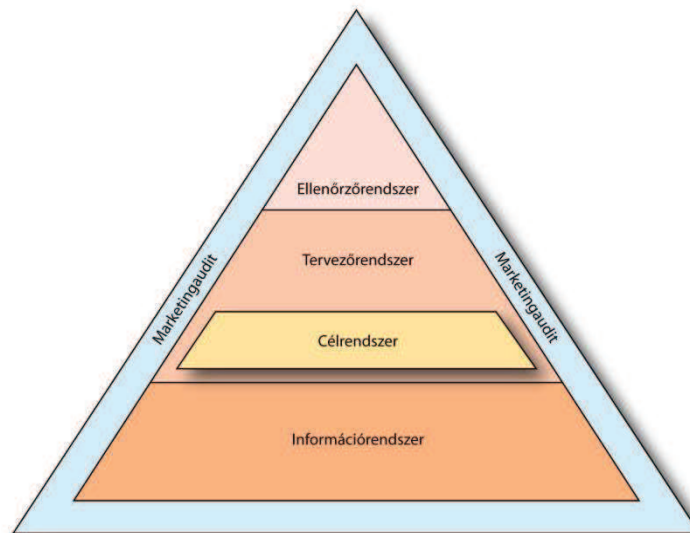 Ellenőrzőrendszer
Tervezőrendszer
Marketingaudit
Marketingaudit
Célrendszer
Információrendszer